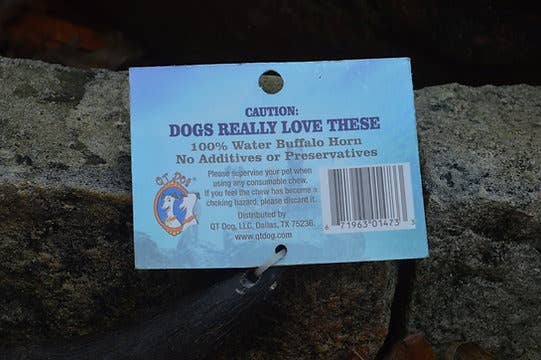 CAUTION:
DOGS REALLY LOVE THESE
100% Water Buffalo Horn
No Additives or Preservatives
Please supervise your pet when
using any consumable chew.
If you feel the chew has become a
choking hazard, please discard it.
Distributed by
QT Dog, LLC, Dallas, TX 75236
www.qtdog.com
QT DOG
6 71963 01473 3